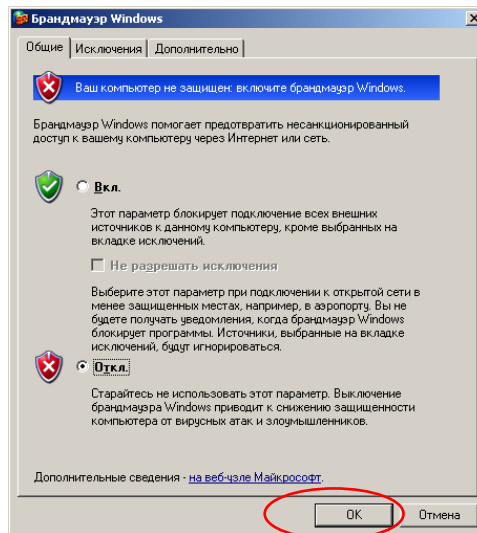 Брандмауэр Windows
Общие Исключения Дополнительно
Ваш компьютер не защищен: включите брандмауэр Windows.
Брандмауэр Windows помогает предотвратить несанкционированный
доступ к вашему компьютеру через Интернет или сеть.
Вкл.
Этот параметр блокирует подключение всех внешних
источников к данному компьютеру, кроме выбранных на
вкладке исключений.
Не разрешать исключения
Выберите этот параметр при подключении к открытой сети в
менее защищенных местах, например, в аэропорту. Вы не
будете получать уведомления, когда брандмауэр Windows
блокирует программы. Источники, выбранные на вкладке
исключений, будут игнорироваться.
Откл.
Старайтесь не использовать этот параметр. Выключение
брандмауэра Windows приводит к снижению защищенности
компьютера от вирусных атак и злоумышленников.
Дополнительные сведения - на веб-узле Майкрософт.
ОК Отмена